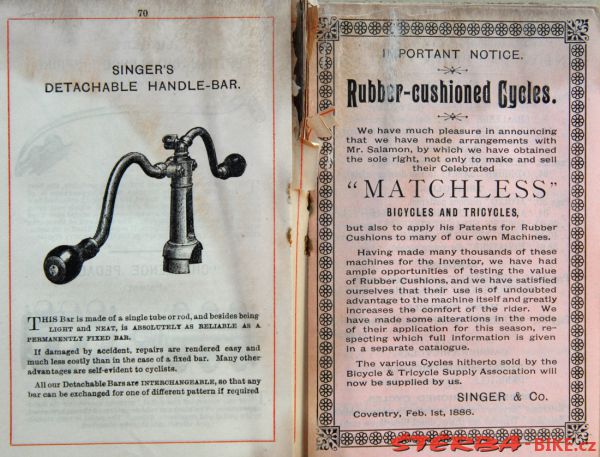 70
SINGER'S
DETACHABLE HANDLE-BAR.
THIS Bar is made of a single tube or rod, and besides being
LIGHT and NEAT, is ABSOLUTELY AS RELIABLE AS A
PERMANENTLY FIXED BAR.
If damaged by accident, repairs are rendered easy and
much less costly than in the case of a fixed bar. Many other
advantages are self-evident to cyclists.
All our Detachable Bars are INTERCHANGEABLE, so that any
bar can be exchanged for one of different pattern if required
IMPORTANT NOTICE.
Rubber-cushioned Cycles.
We have much pleasure in announcing
that we have made arrangements with
Mr. Salamon, by which we have obtained
the sole right, not only to make and sell
their Celebrated
"MATCHLESS"
BICYCLES AND TRICYCLES,
but also to apply his Patents for Rubber
Cushions to many of our own Machines.
Having made many thousands of these
machines for the Inventor, we have had
ample opportunities of testing the value
of Rubber Cushions, and we have satisfied
ourselves that their use is of undoubted
advantage to the machine itself and greatly
increases the comfort of the rider. We
have made some alterations in the mode
of their application for this season, re-
specting which full information is given
in a separate catalogue.
The various Cycles hitherto sold by the
Bicycle & Tricycle Supply Association will
now be supplied by us.
SINGER & Co.
Coventry, Feb. 1st, 1886.
STERBA-BIKE.cz